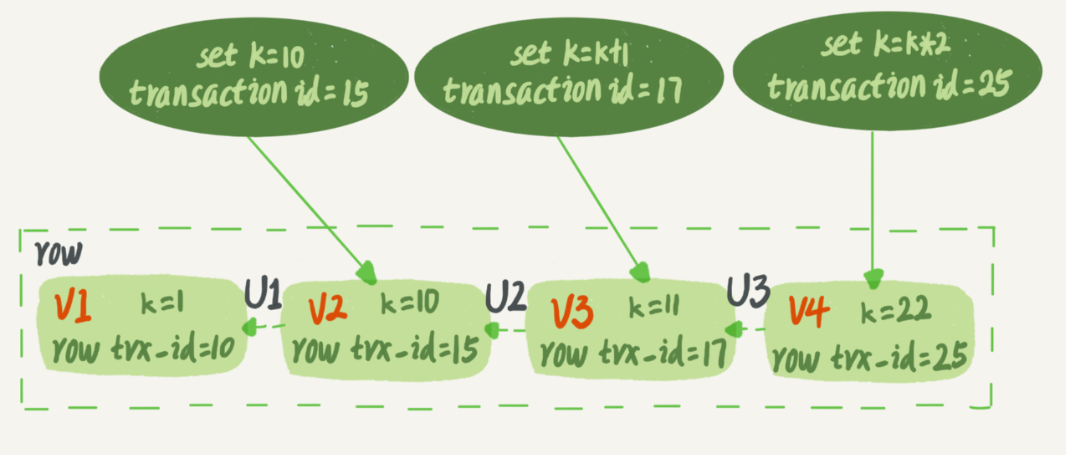 set k=10
transaction id=15
set k=k+1
transaction id=17
set k=k*2
transaction id=25
row
V1 k=1
row trx-id=10
U1
V2 k=10
row trx-id=15
U2
V3 k=11
row trx-id=17
U3
V4 k=22
row trx-id=25